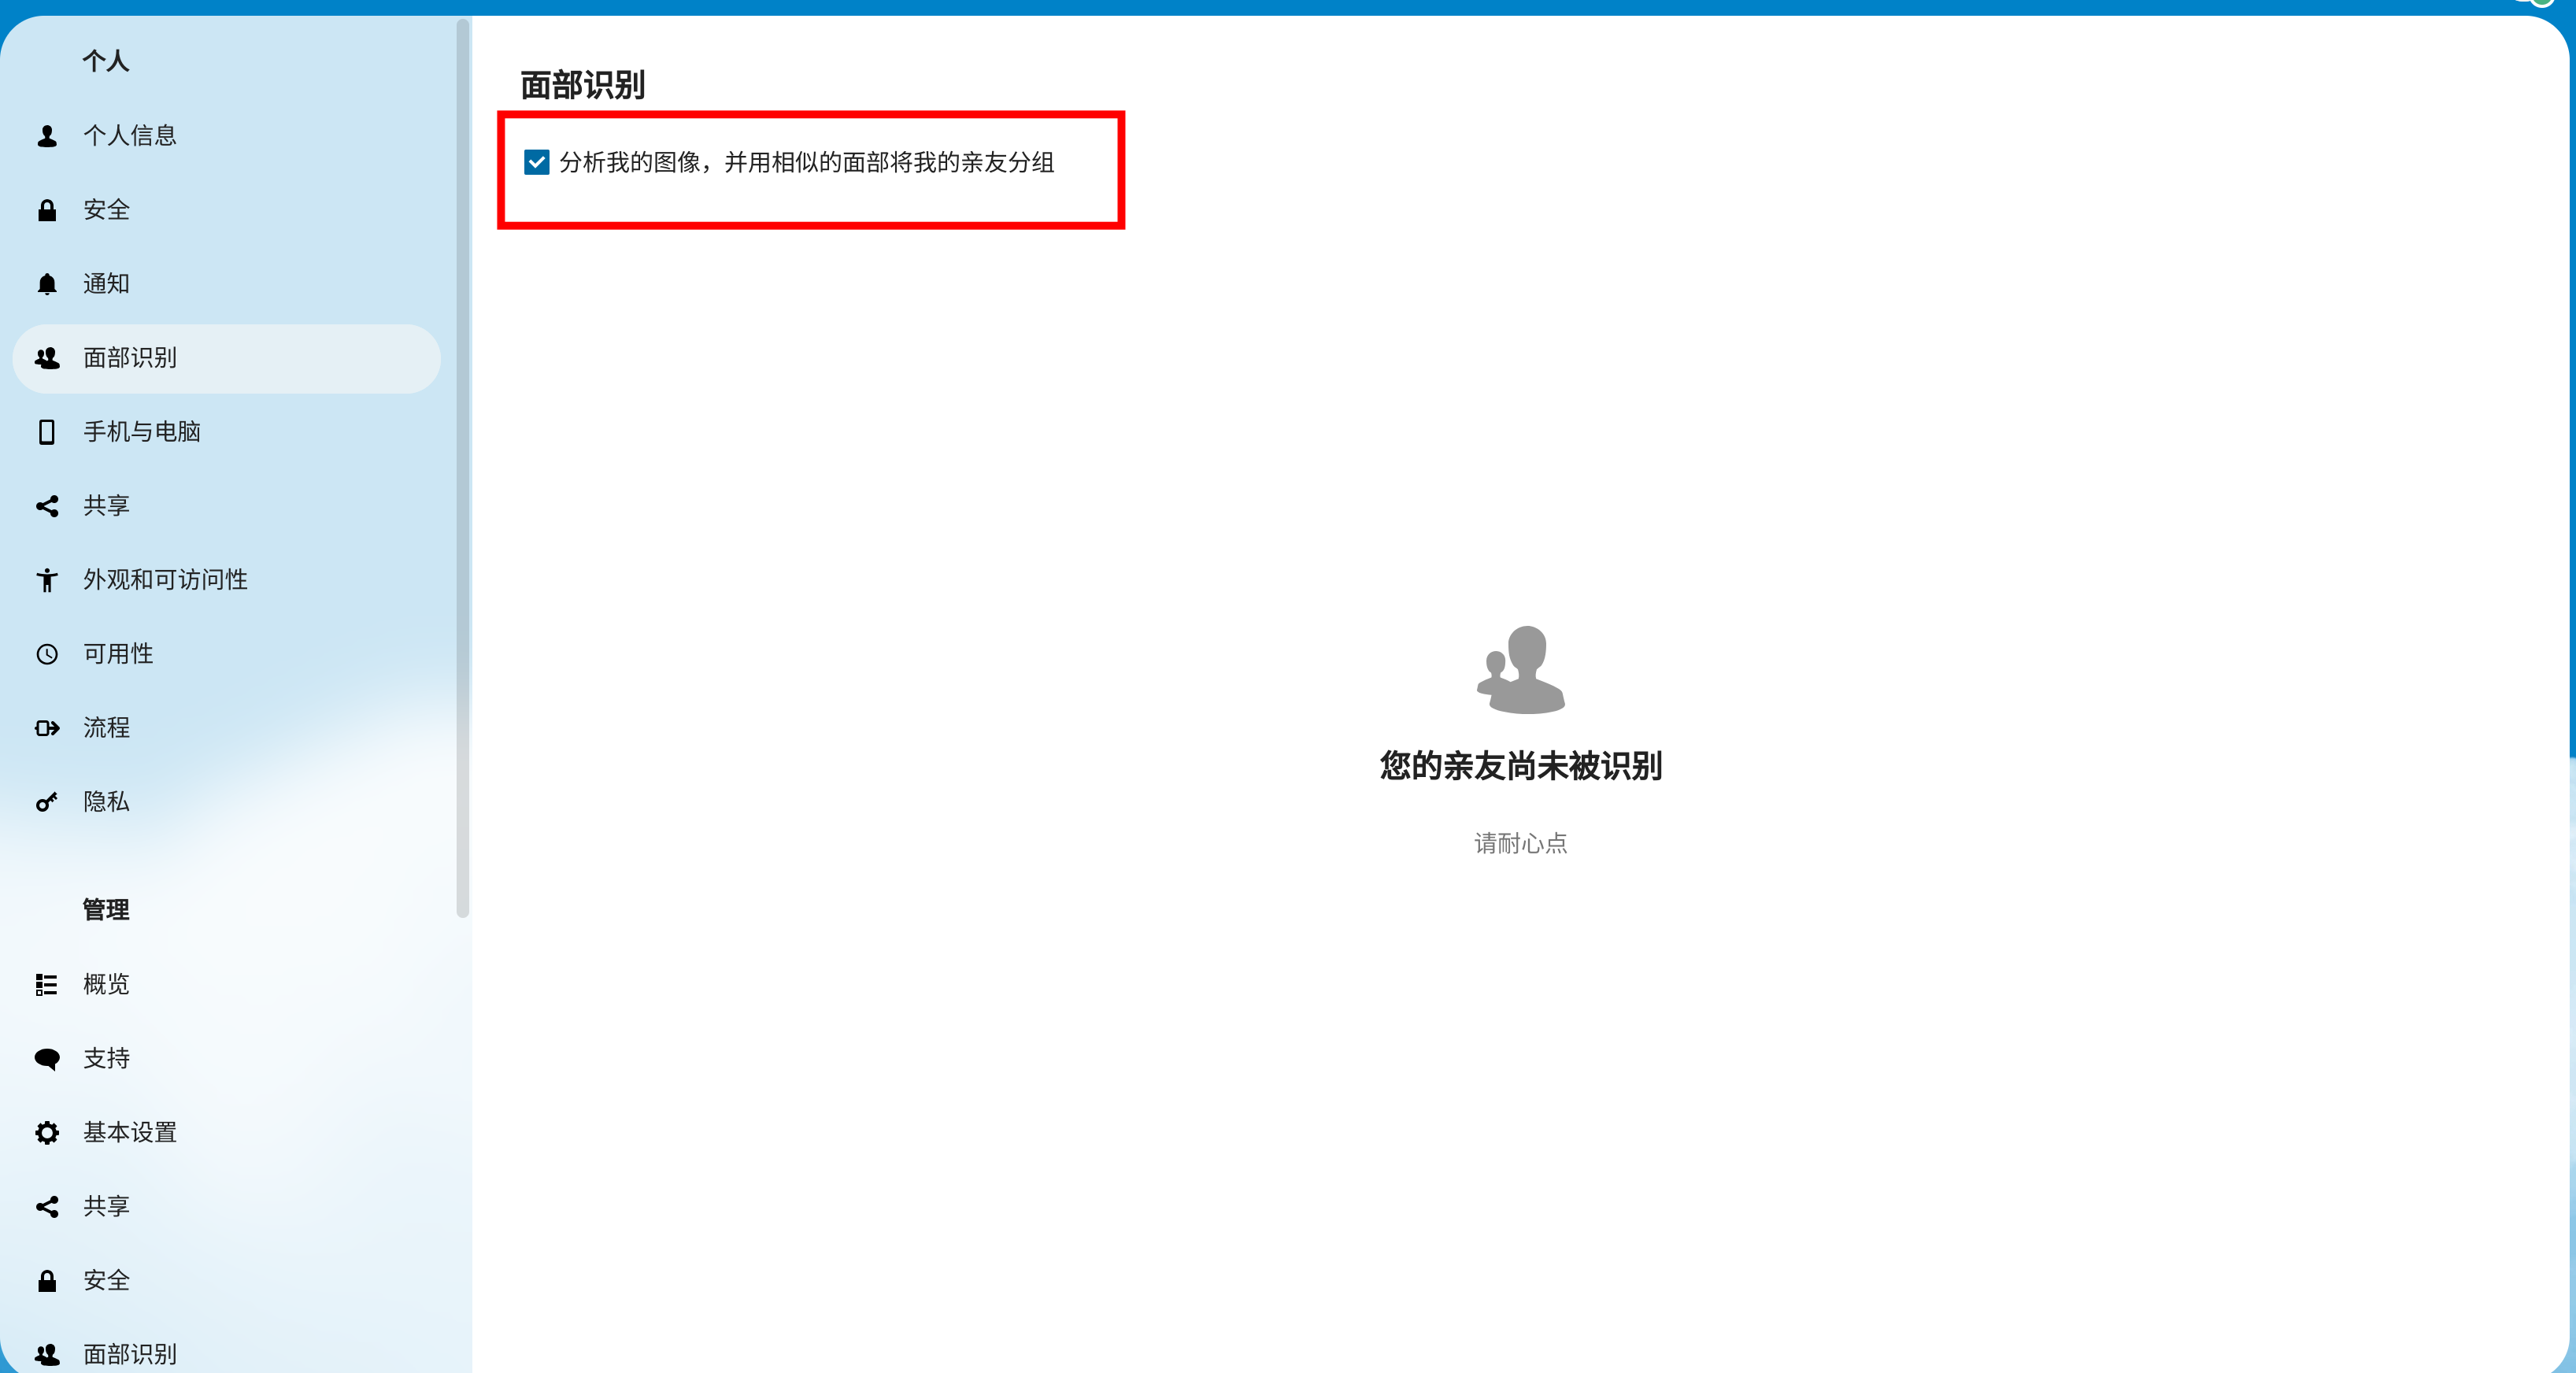 个人
个人信息
安全
通知
面部识别
手机与电脑
共享
外观和可访问性
可用性
流程
隐私
管理
概览
支持
基本设置
共享
安全
面部识别
面部识别
分析我的图像，并用相似的面部将我的亲友分组
您的亲友尚未被识别
请耐心点